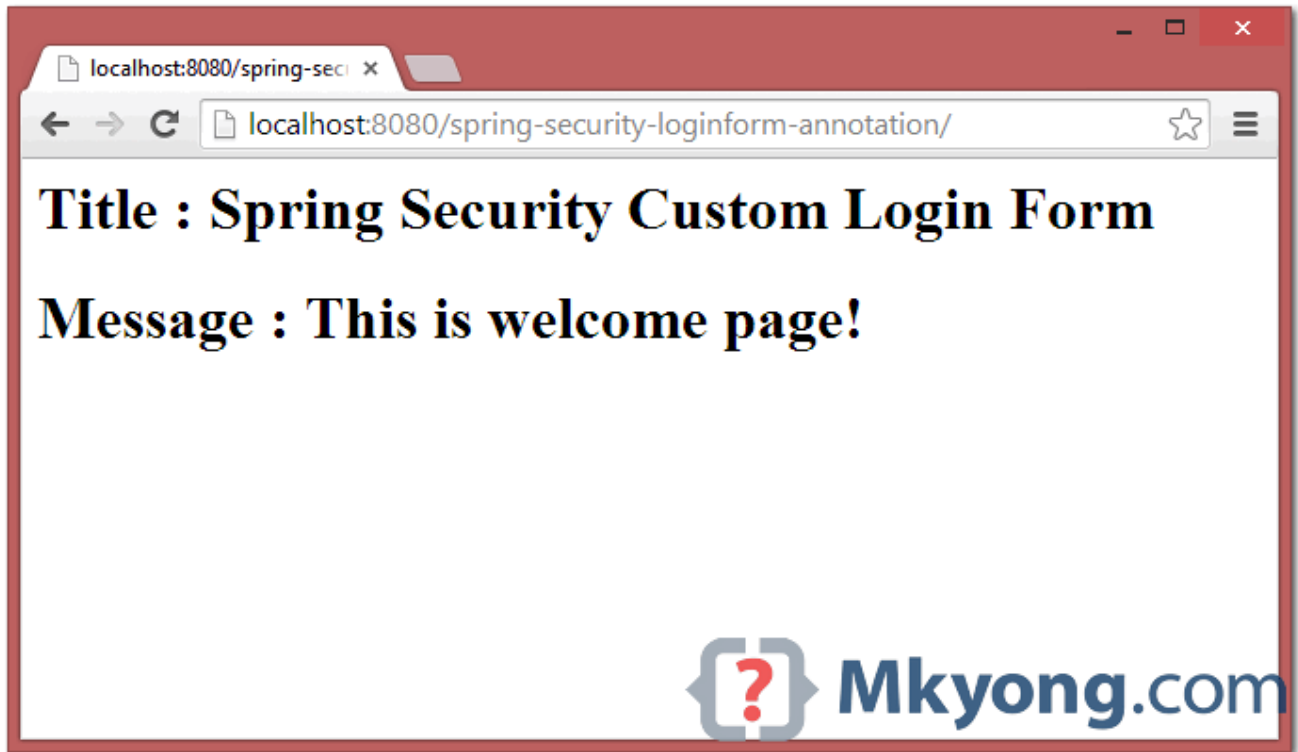 localhost:8080/spring-sec
localhost:8080/spring-security-loginform-annotation/
Title : Spring Security Custom Login Form
Message : This is welcome page!
{?} Mkyong.com